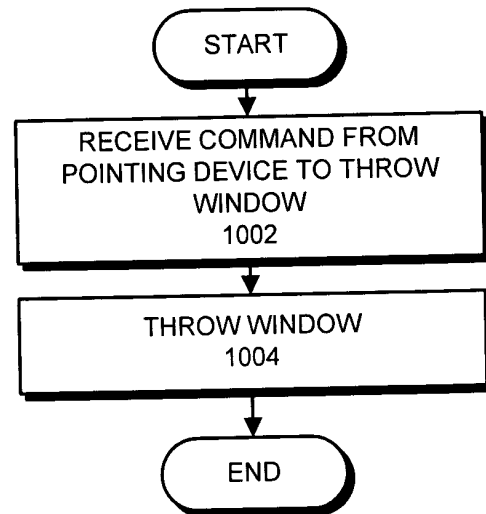 START
RECEIVE COMMAND FROM
POINTING DEVICE TO THROW
WINDOW
1002
THROW WINDOW
1004
END